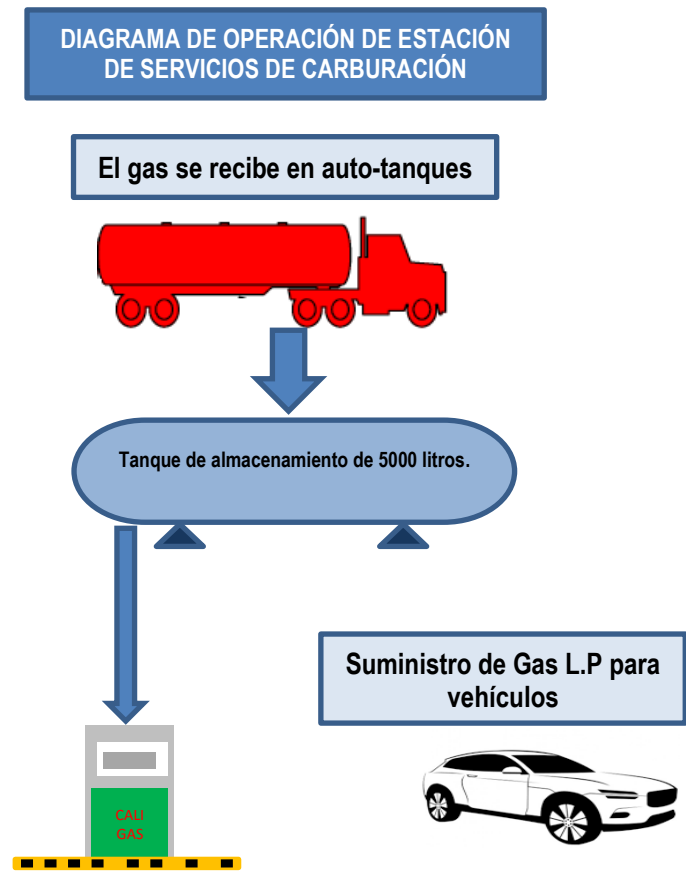 DIAGRAMA DE OPERACIÓN DE ESTACIÓN
DE SERVICIOS DE CARBURACIÓN
El gas se recibe en auto-tanques
Tanque de almacenamiento de 5000 litros.
Suministro de Gas L.P para
vehículos
CALI
GAS